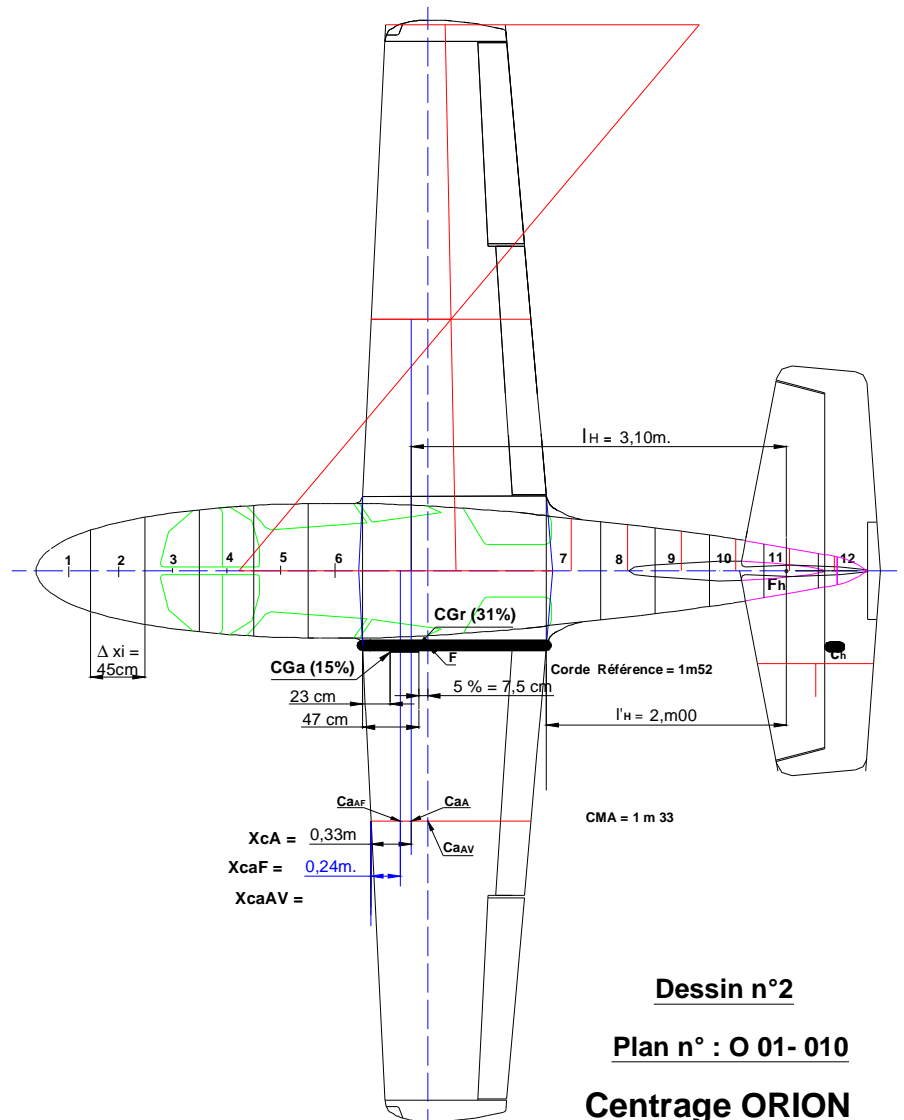 lH = 3,10m.
1 2 3 4 5 6 7 8 9 10 11 12
Fh
CGr (31%)
Δ xi =
45cm
CGa (15%)
F
Corde Référence = 1m52
5 % = 7,5 cm
23 cm
47 cm
l'H = 2,m00
CaAF
CaA
CMA = 1 m 33
XcA = 0,33m
CaAV
XcaF = 0,24m.
XcaAV =
Dessin n°2
Plan n° : O 01- 010
Centrage ORION